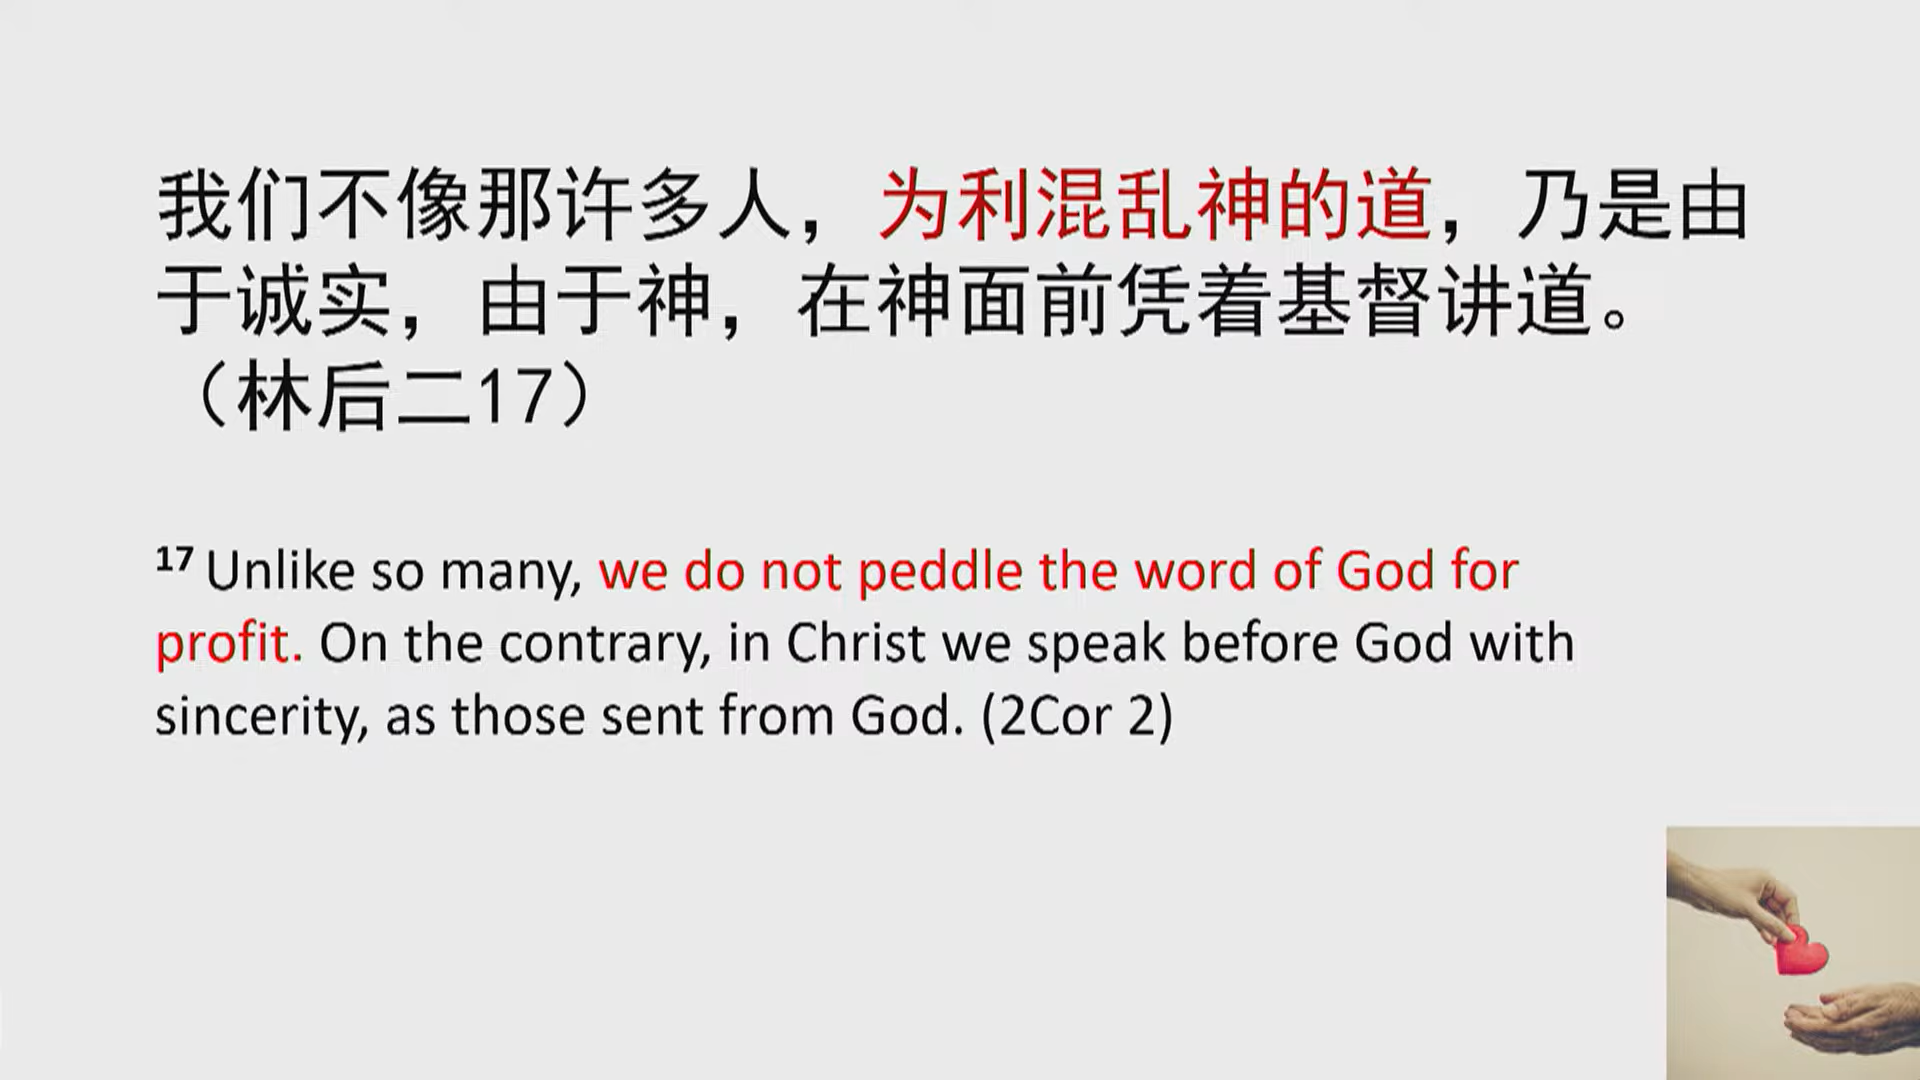 我们不像那许多人，为利混乱神的道，乃是由
于诚实，由于神，在神面前凭着基督讲道。
（林后二17）
17 Unlike so many, we do not peddle the word of God for
profit. On the contrary, in Christ we speak before God with
sincerity, as those sent from God. (2Cor 2)